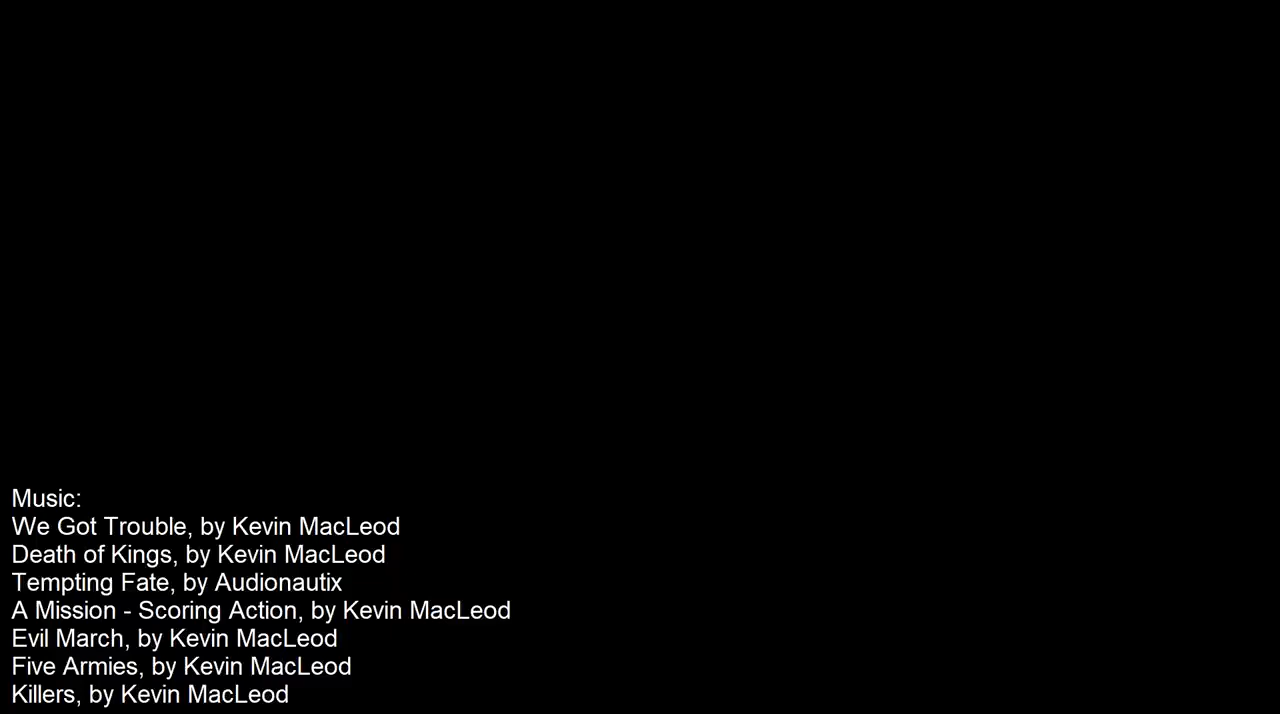 Music:
We Got Trouble, by Kevin MacLeod
Death of Kings, by Kevin MacLeod
Tempting Fate, by Audionautix
A Mission - Scoring Action, by Kevin MacLeod
Evil March, by Kevin MacLeod
Five Armies, by Kevin MacLeod
Killers, by Kevin MacLeod